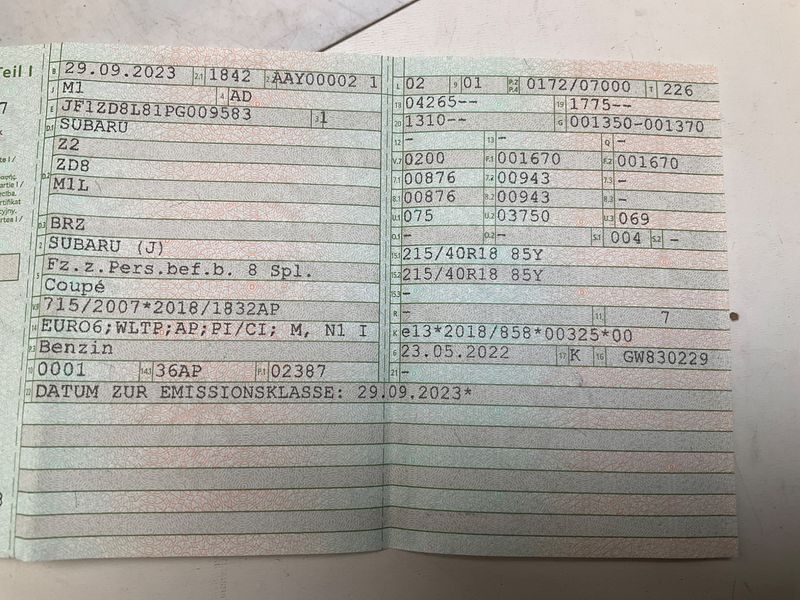 Teil I
B 29.09.2023 2.1 1842 2.2 AAY00002 1
J M1 4 AD
E JF1ZD8L81PG009583 3 1
D.1 SUBARU
Z2
D.2 ZD8
M1L
D.3 BRZ
2 SUBARU (J)
5 Fz.z.Pers.bef.b. 8 Spl.
Coupé
V.9 715/2007*2018/1832AP
14 EURO6;WLTP;AP;PI/CI; M, N1 I
P.3 Benzin
10 0001 14.1 36AP P.1 02387
22 DATUM ZUR EMISSIONSKLASSE: 29.09.2023*
L 02 9 01 P.2 P.4 0172/07000 T 226
18 04265-- 19 1775--
20 1310-- G 001350-001370
12 - 13 - Q -
V.7 0200 F.1 001670 F.2 001670
7.1 00876 7.2 00943 7.3 -
8.1 00876 8.2 00943 8.3 -
U.1 075 U.2 03750 U.3 069
O.1 - O.2 - S.1 004 S.2 -
15.1 215/40R18 85Y
15.2 215/40R18 85Y
15.3 -
R - 11 7
K e13*2018/858*00325*00
6 23.05.2022 17 K 16 GW830229
21 -